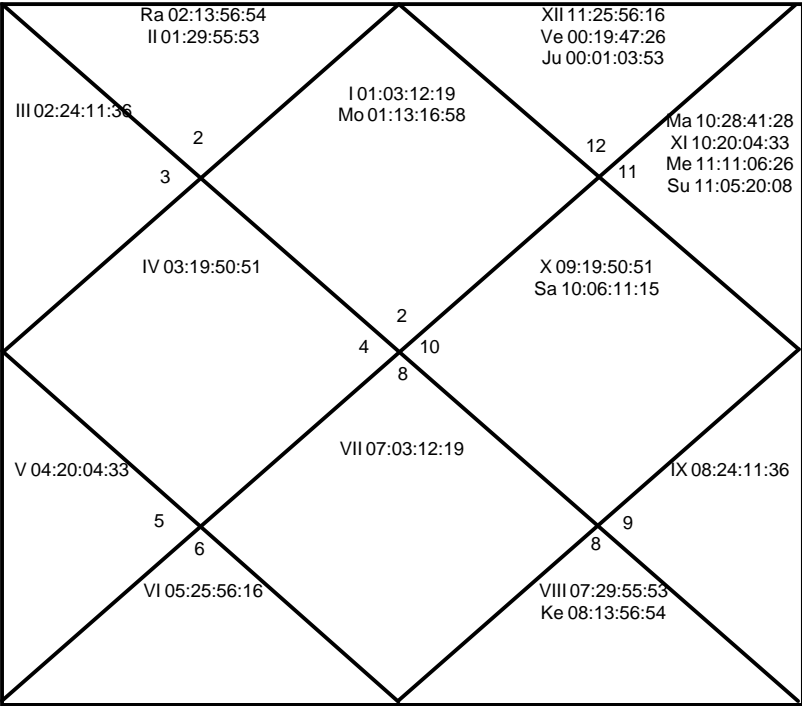 Ra 02:13:56:54
II 01:29:55:53
XII 11:25:56:16
Ve 00:19:47:26
Ju 00:01:03:53
I 01:03:12:19
Mo 01:13:16:58
III 02:24:11:36
Ma 10:28:41:28
XI 10:20:04:33
Me 11:11:06:26
Su 11:05:20:08
2
12
3
11
IV 03:19:50:51
X 09:19:50:51
Sa 10:06:11:15
2
4
10
8
VII 07:03:12:19
V 04:20:04:33
IX 08:24:11:36
5
9
6
8
VI 05:25:56:16
VIII 07:29:55:53
Ke 08:13:56:54